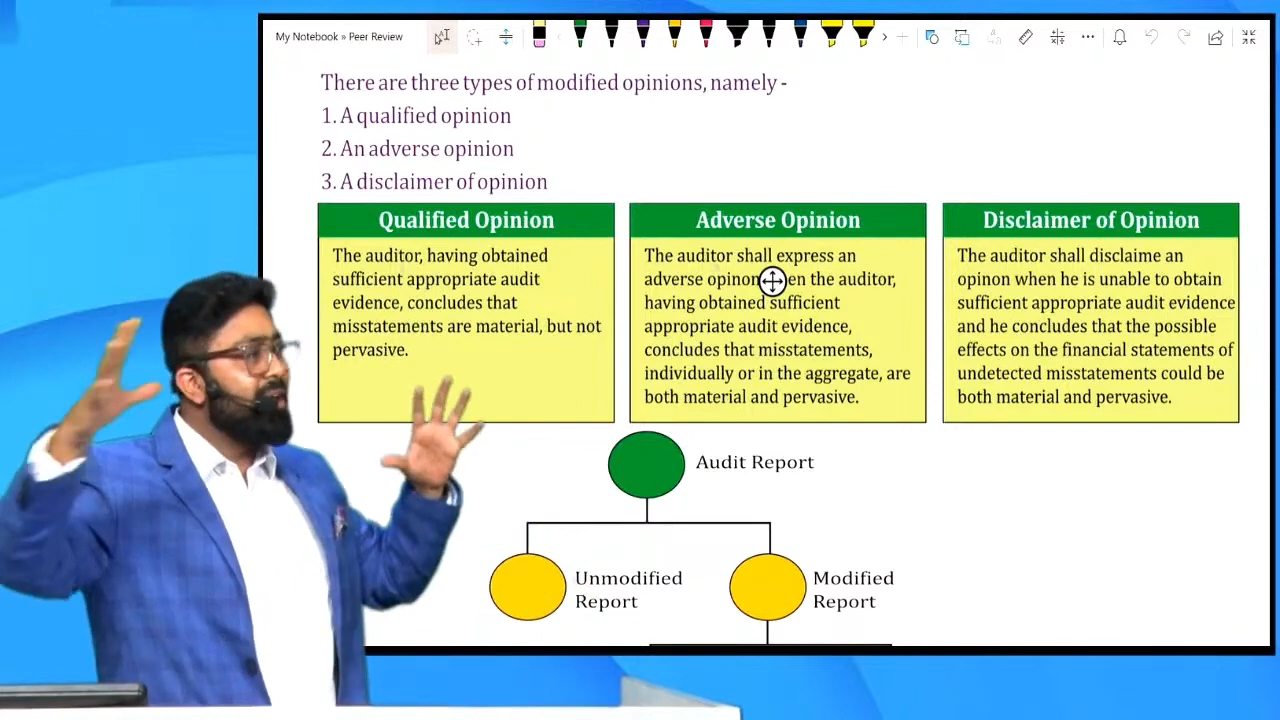 My Notebook » Peer Review
There are three types of modified opinions, namely -
1. A qualified opinion
2. An adverse opinion
3. A disclaimer of opinion
Qualified Opinion
The auditor, having obtained
sufficient appropriate audit
evidence, concludes that
misstatements are material, but not
pervasive.
Adverse Opinion
The auditor shall express an
adverse opinon en the auditor,
having obtained sufficient
appropriate audit evidence,
concludes that misstatements,
individually or in the aggregate, are
both material and pervasive.
Disclaimer of Opinion
The auditor shall disclaime an
opinon when he is unable to obtain
sufficient appropriate audit evidence
and he concludes that the possible
effects on the financial statements of
undetected misstatements could be
both material and pervasive.
Audit Report
Unmodified
Report
Modified
Report